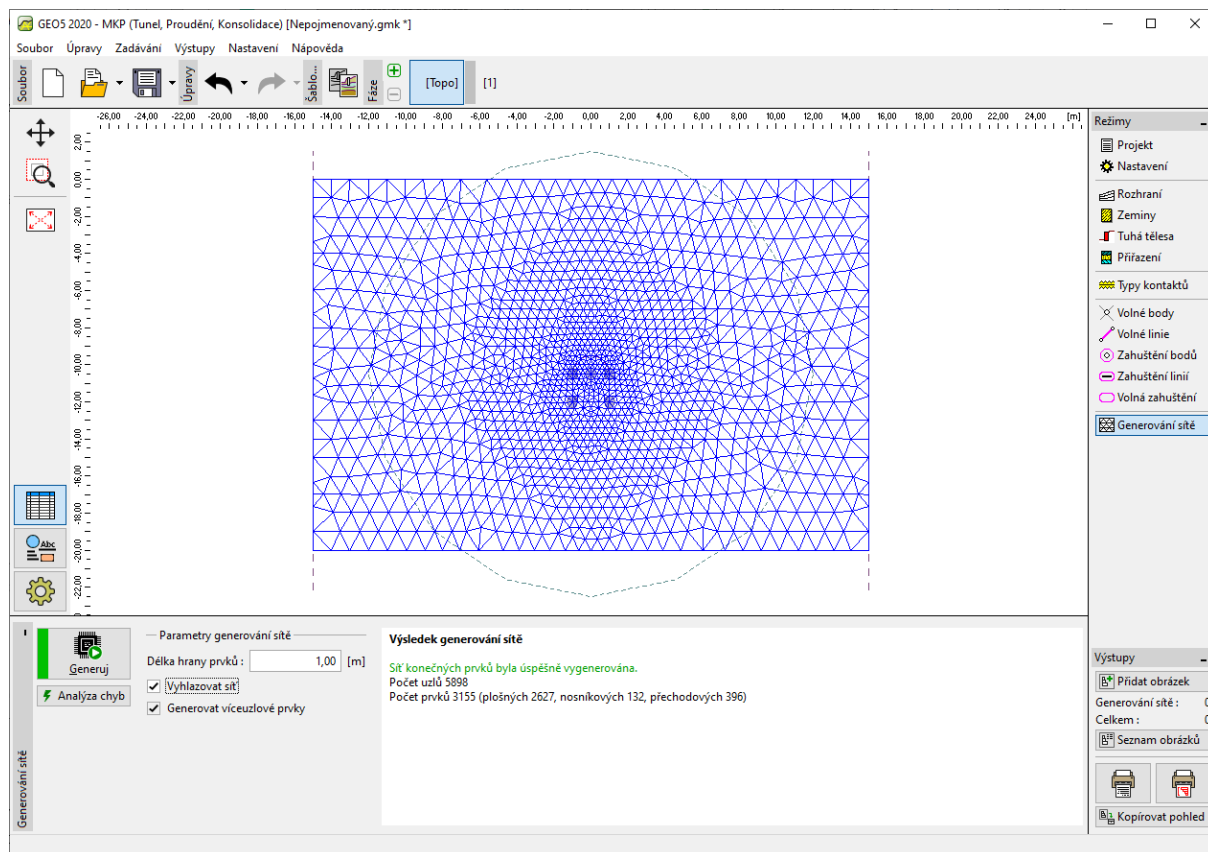 GEO5 2020 - MKP (Tunel, Proudění, Konsolidace) [Nepojmenovaný.gmk *]
Soubor Úpravy Zadávání Výstupy Nastavení Nápověda
Soubor
Úpravy
Šablo...
Fáze
[Topo]
[1]
-26,00 -24,00 -22,00 -20,00 -18,00 -16,00 -14,00 -12,00 -10,00 -8,00 -6,00 -4,00 -2,00 0,00 2,00 4,00 6,00 8,00 10,00 12,00 14,00 16,00 18,00 20,00 22,00 24,00 [m]
2,00
0,00
-2,00
-4,00
-6,00
-8,00
-10,00
-12,00
-14,00
-16,00
-18,00
-20,00
-22,00
Abc
Režimy
Projekt
Nastavení
Rozhraní
Zeminy
Tuhá tělesa
Přiřazení
Typy kontaktů
Volné body
Volné linie
Zahuštění bodů
Zahuštění linií
Volná zahuštění
Generování sítě
Generování sítě
Generuj
Analýza chyb
Parametry generování sítě
Délka hrany prvků : 1,00 [m]
Vyhlazovat síť
Generovat víceuzlové prvky
Výsledek generování sítě
Síť konečných prvků byla úspěšně vygenerována.
Počet uzlů 5898
Počet prvků 3155 (plošných 2627, nosníkových 132, přechodových 396)
Výstupy
Přidat obrázek
Generování sítě : 0
Celkem : 0
Seznam obrázků
Kopírovat pohled